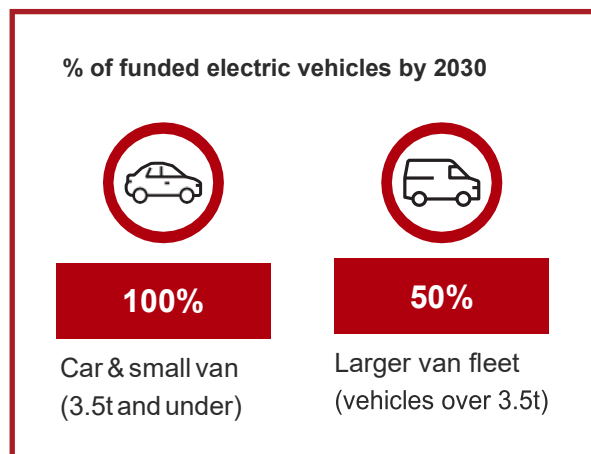 % of funded electric vehicles by 2030
100%
Car & small van
(3.5t and under)
50%
Larger van fleet
(vehicles over 3.5t)